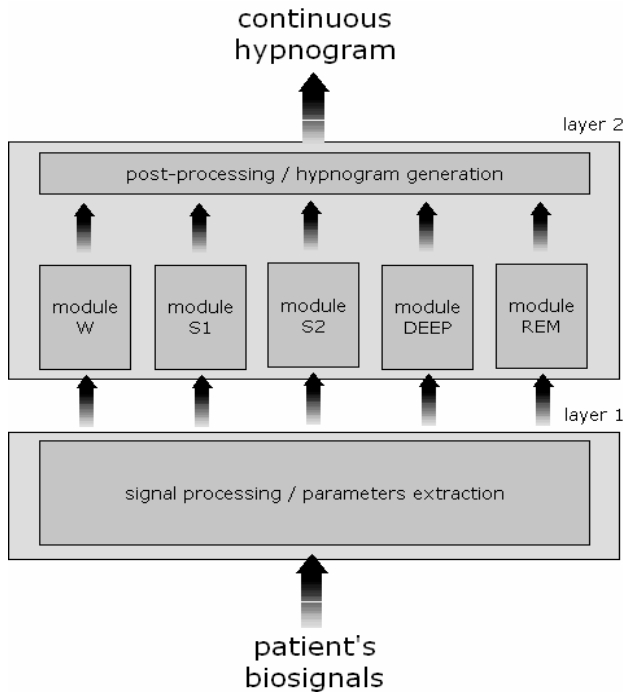 continuous
hypnogram
layer 2
post-processing / hypnogram generation
module
W
module
S1
module
S2
module
DEEP
module
REM
layer 1
signal processing / parameters extraction
patient's
biosignals